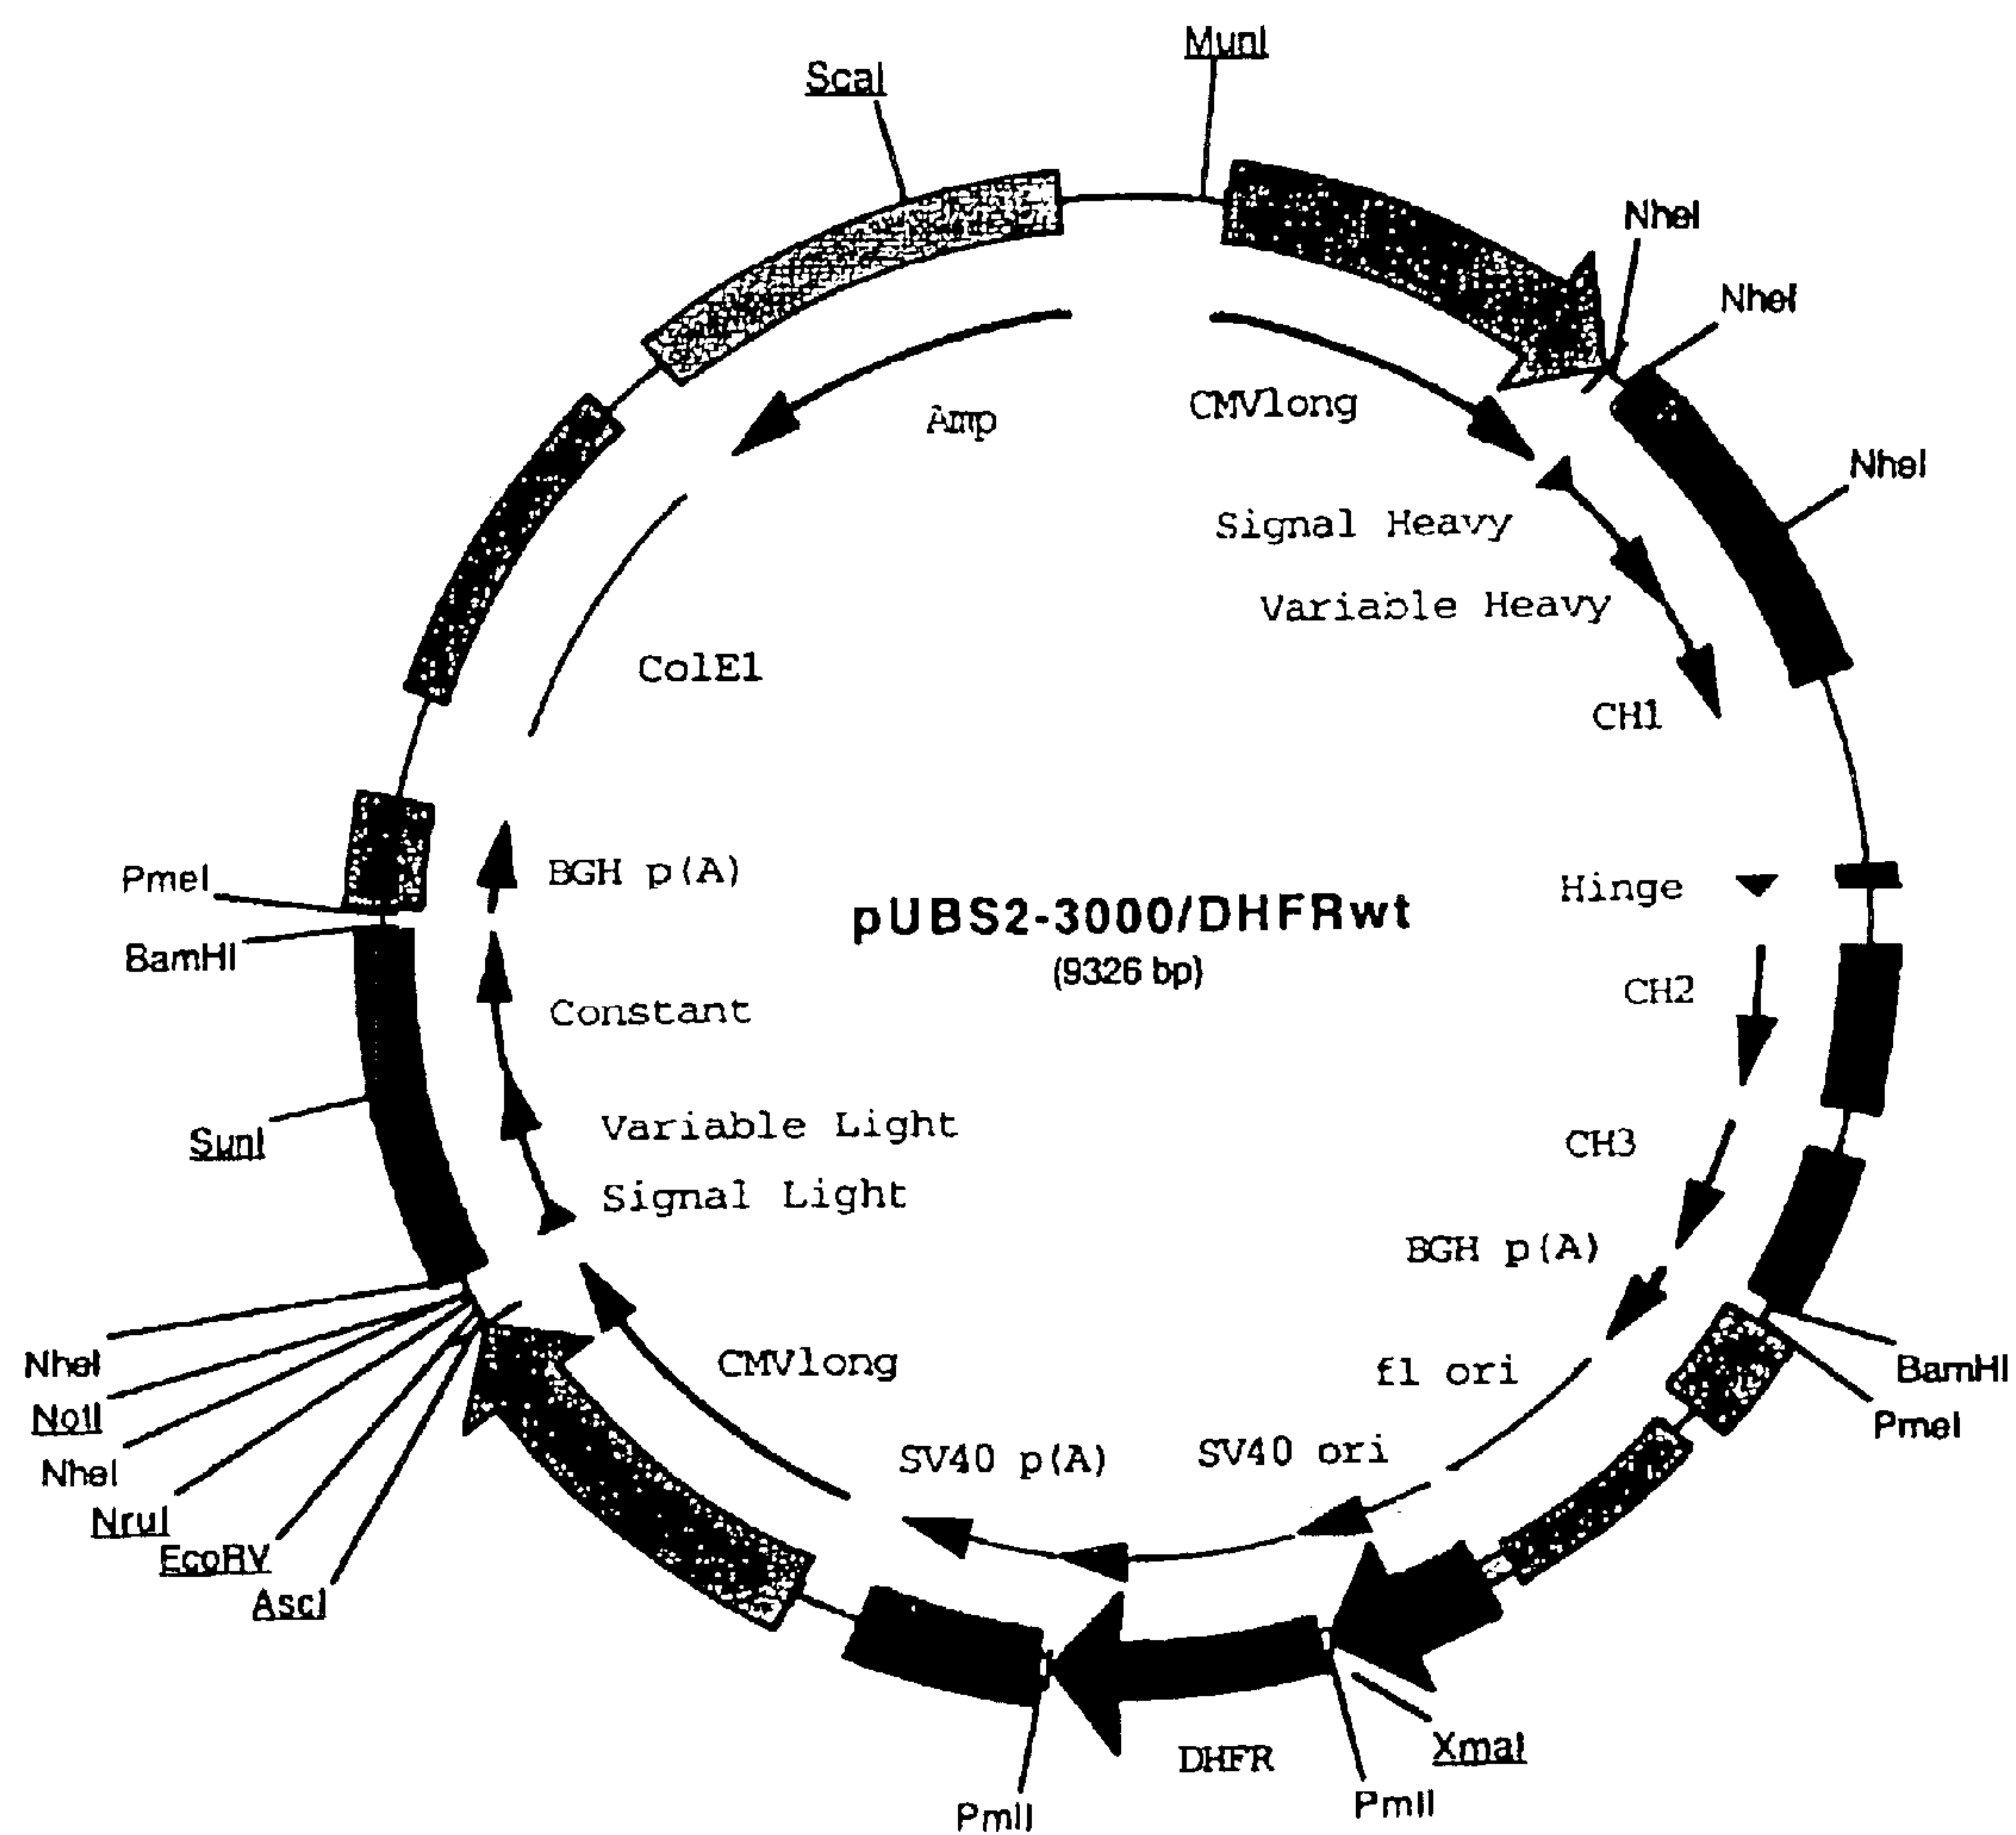 MunI
ScaI
NheI
NheI
NheI
Amp
CMVlong
Signal Heavy
Variable Heavy
ColE1
CH1
PmeI
BGH p(A)
Hinge
pUBS2-3000/DHFRwt
(9326 bp)
BamHI
CH2
Constant
SunI
Variable Light
CH3
Signal Light
BGH p(A)
NheI
CMVlong
f1 ori
BamHI
NotI
PmeI
SV40 p(A)
SV40 ori
NheI
NruI
EcoRV
AscI
DHFR
XmaI
PmlI
PmlI